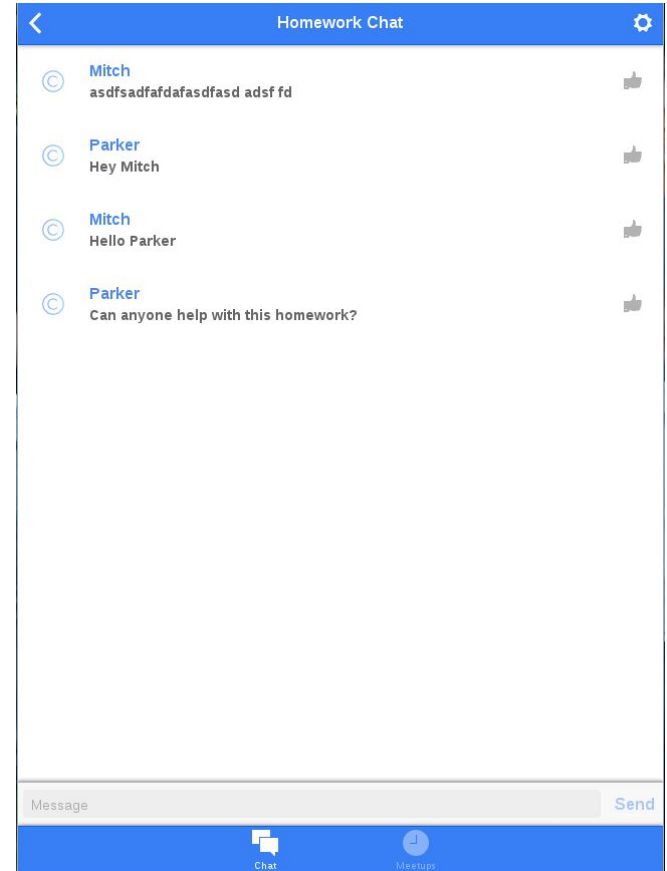 Homework Chat
Mitch
asdfsadfafdafasdfasd adsf fd
Parker
Hey Mitch
Mitch
Hello Parker
Parker
Can anyone help with this homework?
Message
Send
Chat
Meetups